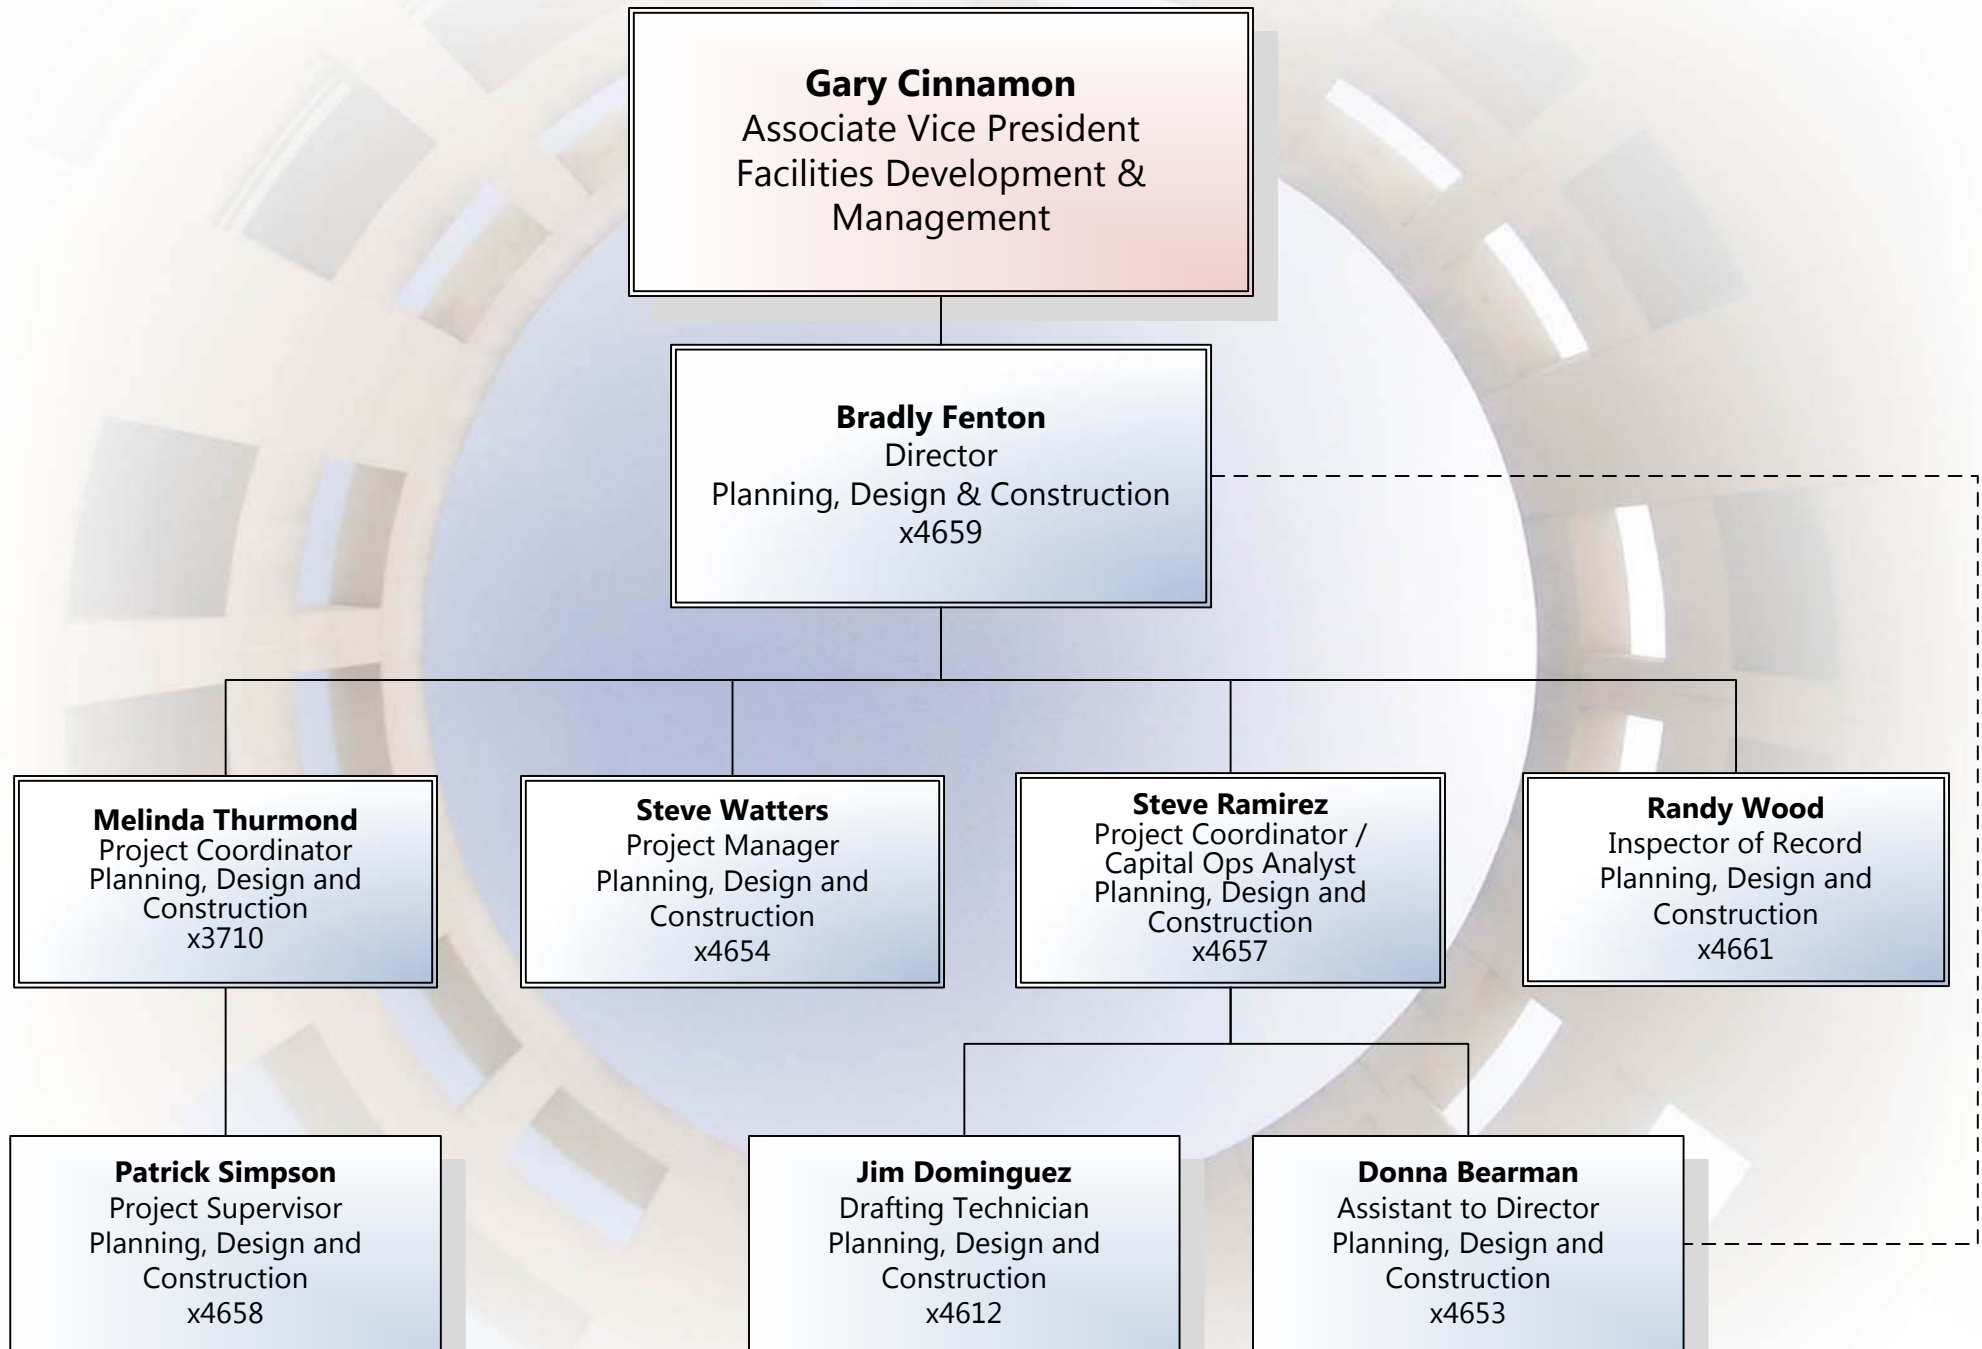 Gary Cinnamon
Associate Vice President
Facilities Development &
Management
Bradly Fenton
Director
Planning, Design & Construction
x4659
Melinda Thurmond
Project Coordinator
Planning, Design and
Construction
x3710
Steve Watters
Project Manager
Planning, Design and
Construction
x4654
Steve Ramirez
Project Coordinator /
Capital Ops Analyst
Planning, Design and
Construction
x4657
Randy Wood
Inspector of Record
Planning, Design and
Construction
x4661
Patrick Simpson
Project Supervisor
Planning, Design and
Construction
x4658
Jim Dominguez
Drafting Technician
Planning, Design and
Construction
x4612
Donna Bearman
Assistant to Director
Planning, Design and
Construction
x4653